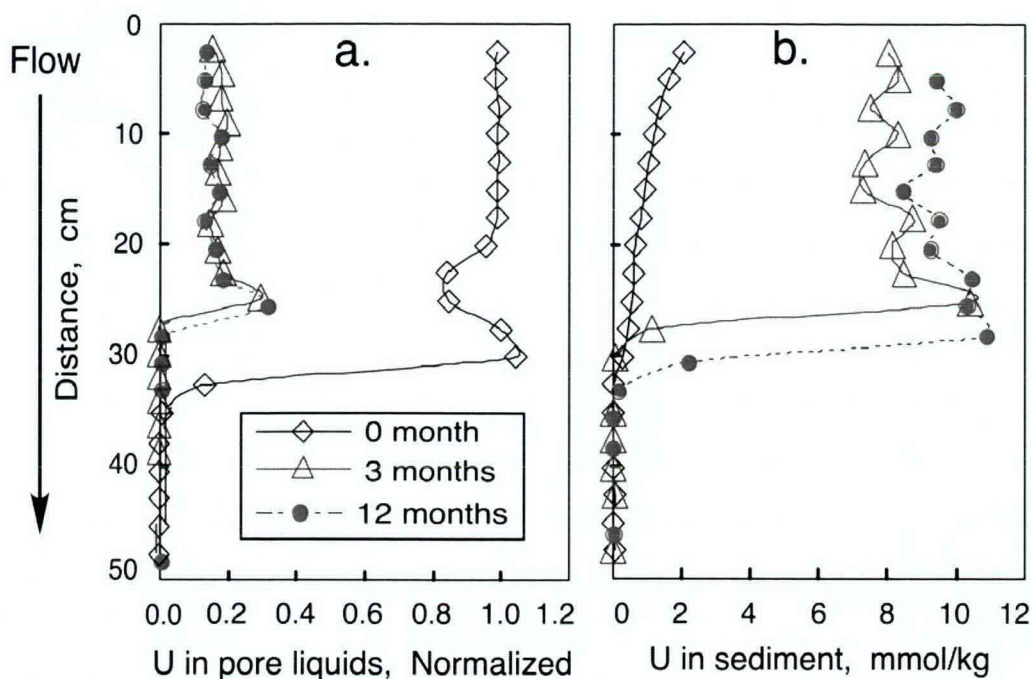 Flow
Distance, cm
0
10
20
30
40
50
a.
0 month
3 months
12 months
0.0 0.2 0.4 0.6 0.8 1.0 1.2
U in pore liquids, Normalized
b.
0 2 4 6 8 10 12
U in sediment, mmol/kg